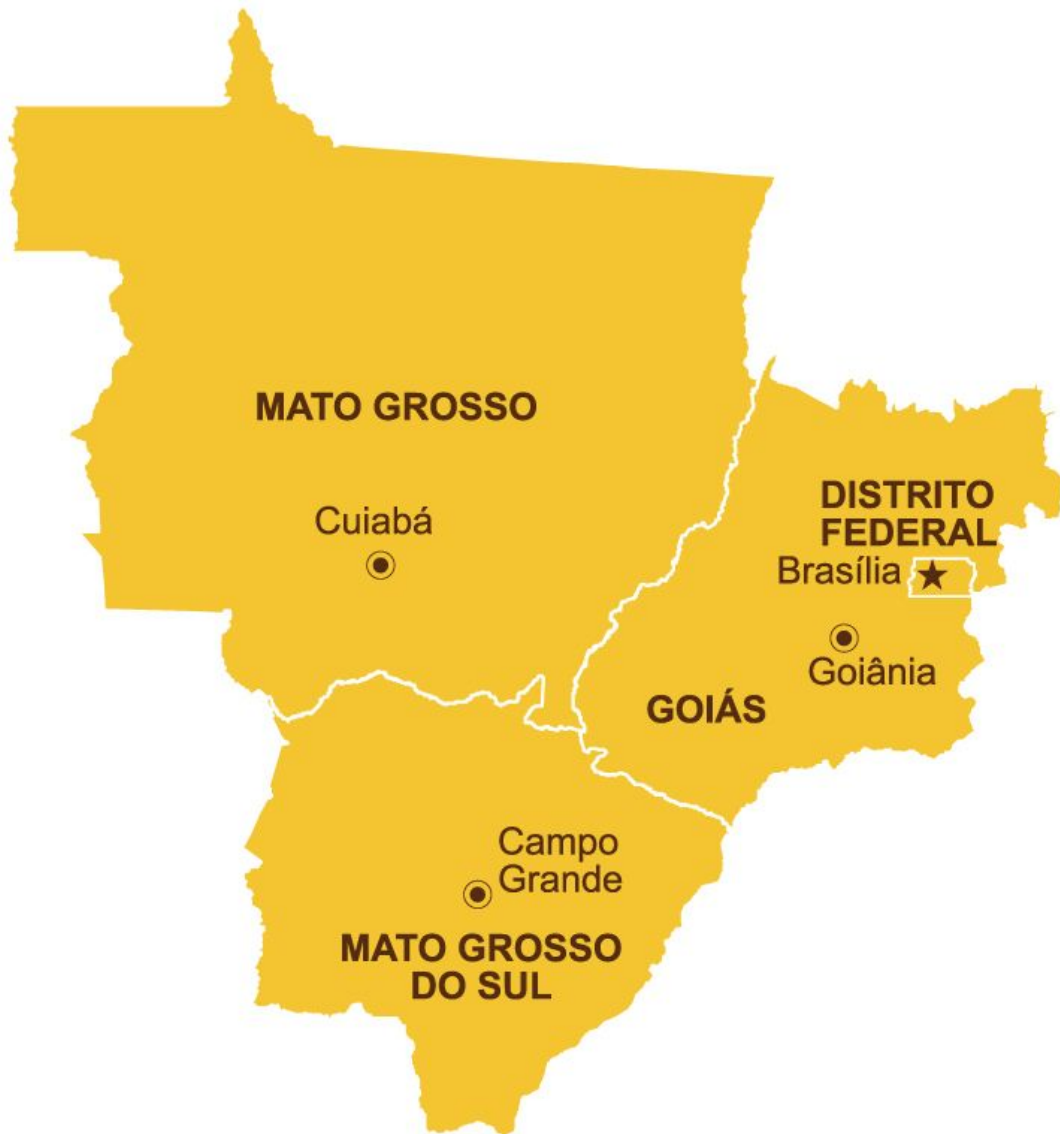 MATO GROSSO
Cuiabá
DISTRITO
FEDERAL
Brasília
Goiânia
GOIÁS
Campo
Grande
MATO GROSSO
DO SUL